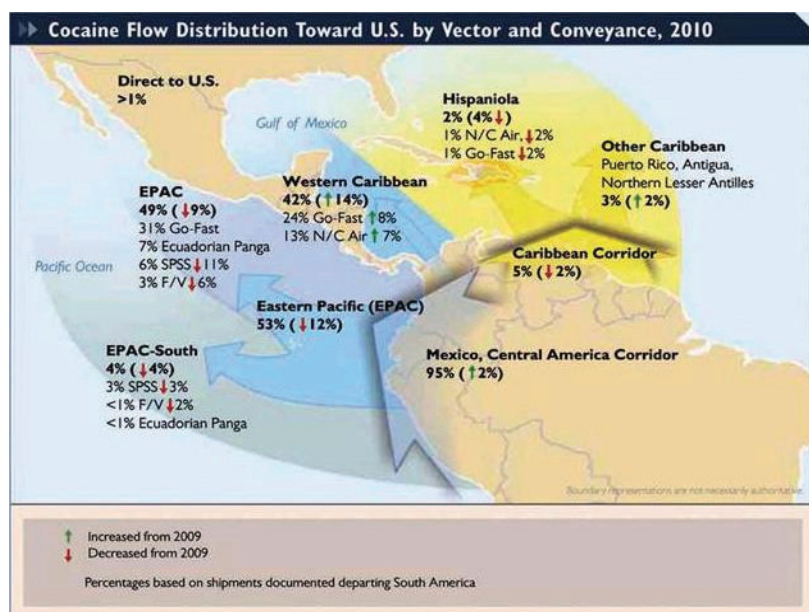 Cocaine Flow Distribution Toward U.S. by Vector and Conveyance, 2010
Direct to U.S.
>1%
Gulf of Mexico
Hispaniola
2% (4%↓)
1% N/C Air, ↓2%
1% Go-Fast ↓2%
Other Caribbean
Puerto Rico, Antigua,
Northern Lesser Antilles
3% (↑2%)
EPAC
49% (↓9%)
31% Go-Fast
7% Ecuadorian Panga
6% SPSS↓11%
3% F/V↓6%
Western Caribbean
42% (↑14%)
24% Go-Fast ↑8%
13% N/C Air ↑7%
Pacific Ocean
Caribbean Corridor
5% (↓2%)
Eastern Pacific (EPAC)
53% (↓12%)
EPAC-South
4% (↓4%)
3% SPSS↓3%
<1% F/V↓2%
<1% Ecuadorian Panga
Mexico, Central America Corridor
95% (↑2%)
Boundary representations are not necessarily authoritative.
↑ Increased from 2009
↓ Decreased from 2009
Percentages based on shipments documented departing South America